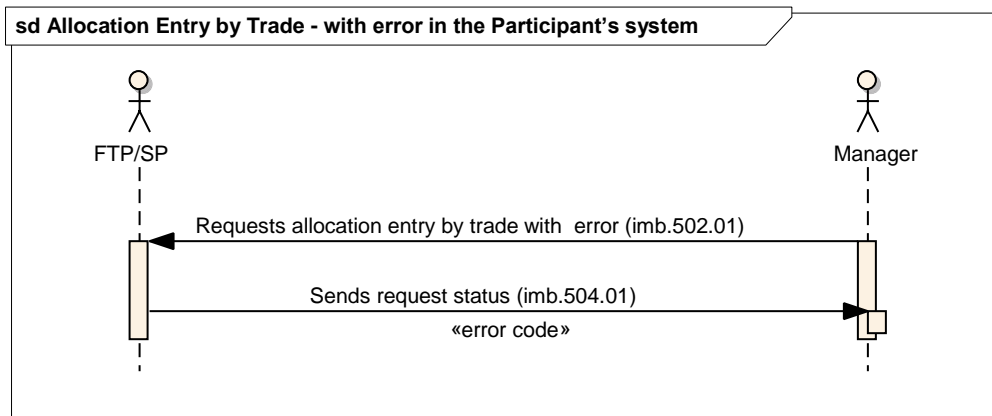 sd Allocation Entry by Trade - with error in the Participant’s system
FTP/SP
Manager
Requests allocation entry by trade with  error (imb.502.01)
Sends request status (imb.504.01)
«error code»